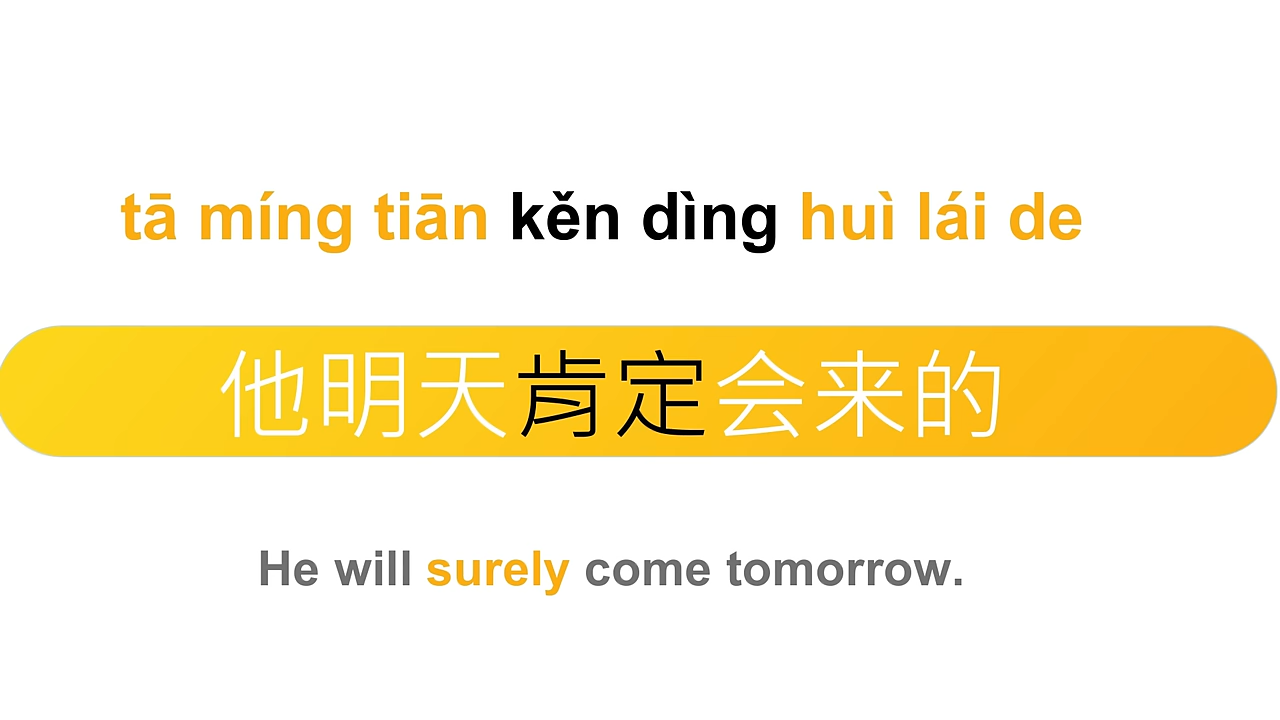 tā míng tiān kěn dìng huì lái de
他明天肯定会来的
He will surely come tomorrow.